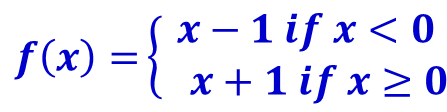 f(x) = { x − 1 if x < 0
x + 1 if x ≥ 0